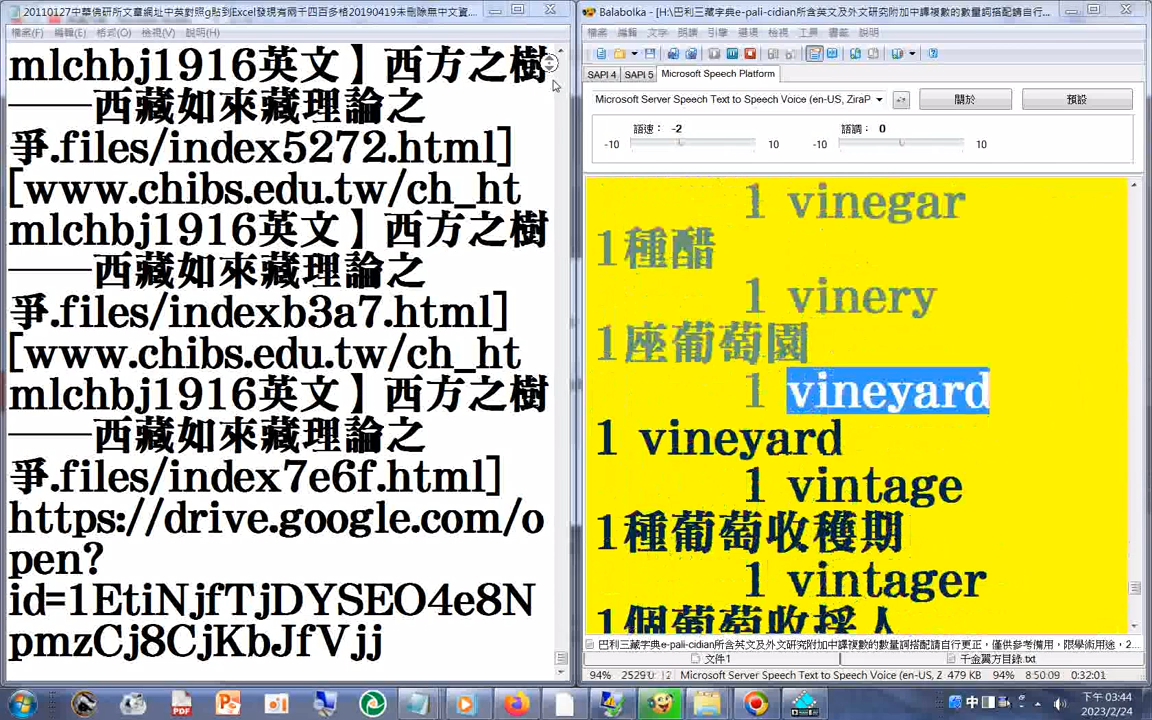 20110127中華佛研所文章網址中英對照g貼到Excel發現有兩千四百多格20190419未刪除無中文資...
檔案(F) 編輯(E) 格式(O) 檢視(V) 說明(H)
mlchbj1916英文】西方之樹
——西藏如來藏理論之
爭.files/index5272.html]
[www.chibs.edu.tw/ch_ht
mlchbj1916英文】西方之樹
——西藏如來藏理論之
爭.files/indexb3a7.html]
[www.chibs.edu.tw/ch_ht
mlchbj1916英文】西方之樹
——西藏如來藏理論之
爭.files/index7e6f.html]
https://drive.google.com/o
pen?
id=1EtiNjfTjDYSEO4e8N
pmzCj8CjKbJfVjj
Balabolka - [H:\巴利三藏字典e-pali-cidian所含英文及外文研究附加中譯複數的數量詞搭配請自行...
檔案 編輯 文字 朗讀 引擎 選項 檢視 工具 書籤 說明
SAPI 4 SAPI 5 Microsoft Speech Platform
Microsoft Server Speech Text to Speech Voice (en-US, ZiraP
關於
預設
語速： -2 語調： 0
-10 10 -10 10
1 vinegar
1種醋
1 vinery
1座葡萄園
1 vineyard
1 vineyard
1 vintage
1種葡萄收穫期
1 vintager
1個葡萄收採人
巴利三藏字典e-pali-cidian所含英文及外文研究附加中譯複數的數量詞搭配請自行更正，僅供參考備用，限學術用途，2...
文件1 千金翼方目錄.txt
94% Microsoft Server Speech Text to Speech Voice (en-US, Z 479 KB 94% 8:50:09 0:32:01
中
下午 03:44
2023/2/24